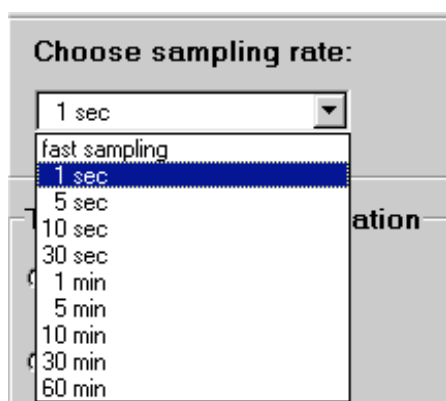 Choose sampling rate:
1 sec
fast sampling
1 sec
5 sec
10 sec
30 sec
ation
1 min
5 min
10 min
30 min
60 min